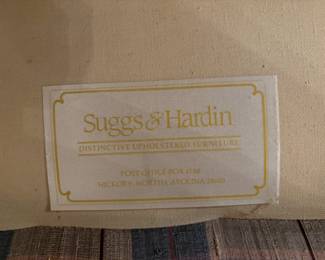 Suggs & Hardin
DISTINCTIVE UPHOLSTERED FURNITURE
POST OFFICE BOX
HICKORY, NORTH CAROLINA